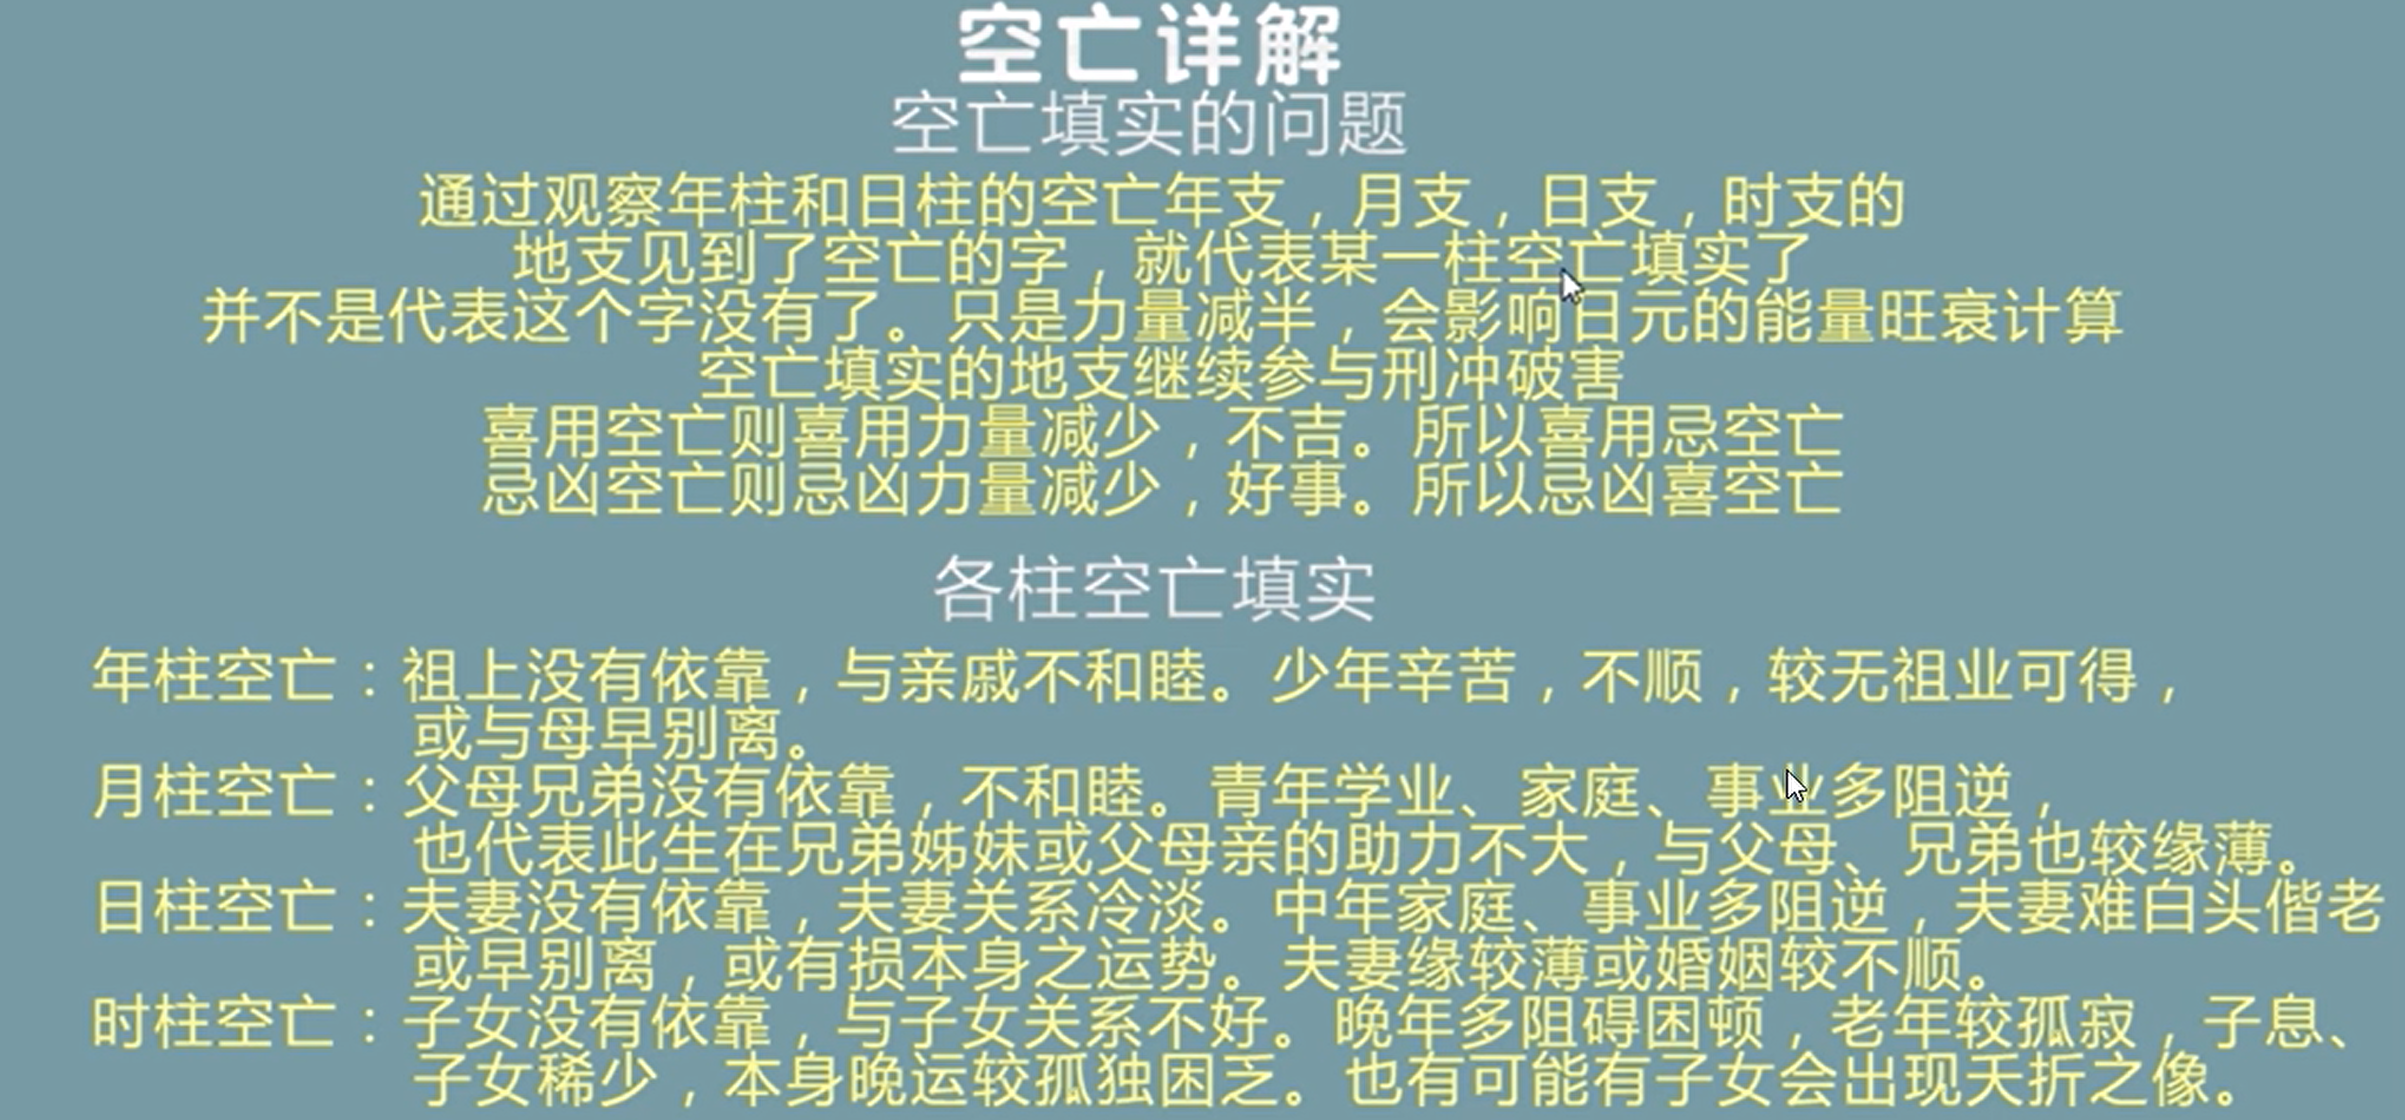 空亡详解
空亡填实的问题
通过观察年柱和日柱的空亡年支，月支，日支，时支的
地支见到了空亡的字，就代表某一柱空亡填实了
并不是代表这个字没有了。只是力量减半，会影响日元的能量旺衰计算
空亡填实的地支继续参与刑冲破害
喜用空亡则喜用力量减少，不吉。所以喜用忌空亡
忌凶空亡则忌凶力量减少，好事。所以忌凶喜空亡
各柱空亡填实
年柱空亡：祖上没有依靠，与亲戚不和睦。少年辛苦，不顺，较无祖业可得，
或与母早别离。
月柱空亡：父母兄弟没有依靠，不和睦。青年学业、家庭、事业多阻逆，
也代表此生在兄弟姊妹或父母亲的助力不大，与父母、兄弟也较缘薄。
日柱空亡：夫妻没有依靠，夫妻关系冷淡。中年家庭、事业多阻逆，夫妻难白头偕老
或早别离，或有损本身之运势。夫妻缘较薄或婚姻较不顺。
时柱空亡：子女没有依靠，与子女关系不好。晚年多阻碍困顿，老年较孤寂，子息、
子女稀少，本身晚运较孤独困乏。也有可能有子女会出现夭折之像。